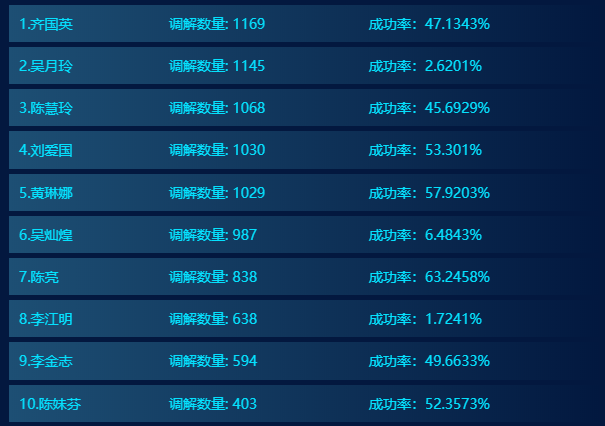 1.齐国英 调解数量: 1169 成功率：47.1343%
2.吴月玲 调解数量: 1145 成功率：2.6201%
3.陈慧玲 调解数量: 1068 成功率：45.6929%
4.刘爱国 调解数量: 1030 成功率：53.301%
5.黄琳娜 调解数量: 1029 成功率：57.9203%
6.吴灿煌 调解数量: 987 成功率：6.4843%
7.陈亮 调解数量: 838 成功率：63.2458%
8.李江明 调解数量: 638 成功率：1.7241%
9.李金志 调解数量: 594 成功率：49.6633%
10.陈妹芬 调解数量: 403 成功率：52.3573%